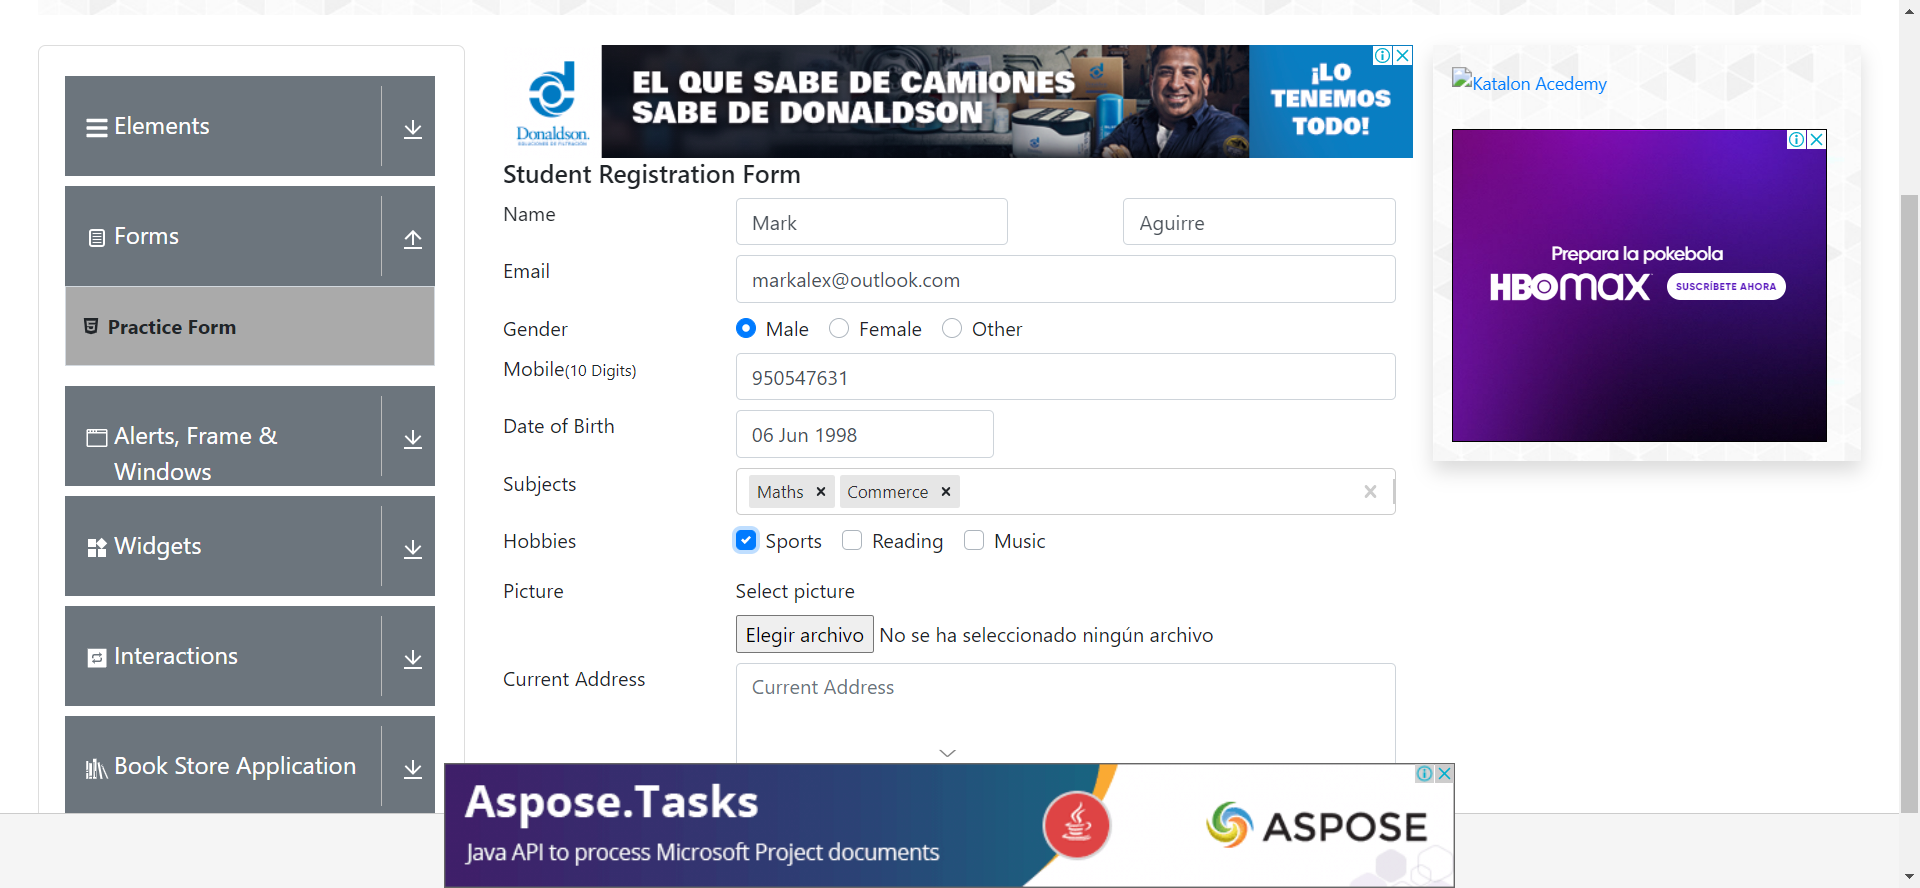 Elements
Forms
Practice Form
Alerts, Frame &
Windows
Widgets
Interactions
Book Store Application
Donaldson.
SOLUCIONES DE FILTRACIÓN
EL QUE SABE DE CAMIONES
SABE DE DONALDSON
¡LO
TENEMOS
TODO!
Student Registration Form
Name
Mark
Aguirre
Email
markalex@outlook.com
Gender
Male
Female
Other
Mobile(10 Digits)
950547631
Date of Birth
06 Jun 1998
Subjects
Maths
Commerce
Hobbies
Sports
Reading
Music
Picture
Select picture
Elegir archivo
No se ha seleccionado ningún archivo
Current Address
Current Address
Katalon Acedemy
Prepara la pokebola
HBOmax
SUSCRÍBETE AHORA
Aspose.Tasks
Java API to process Microsoft Project documents
ASPOSE